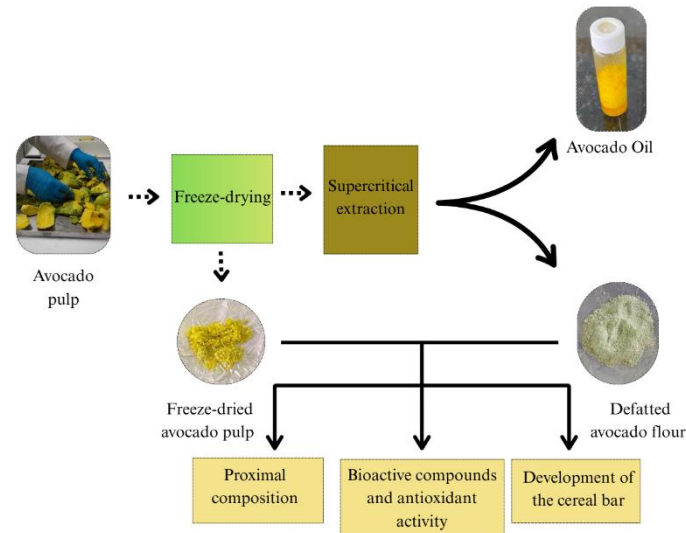 Avocado
pulp
Freeze-drying
Supercritical
extraction
Avocado Oil
Freeze-dried
avocado pulp
Defatted
avocado flour
Proximal
composition
Bioactive compounds
and antioxidant
activity
Development of
the cereal bar